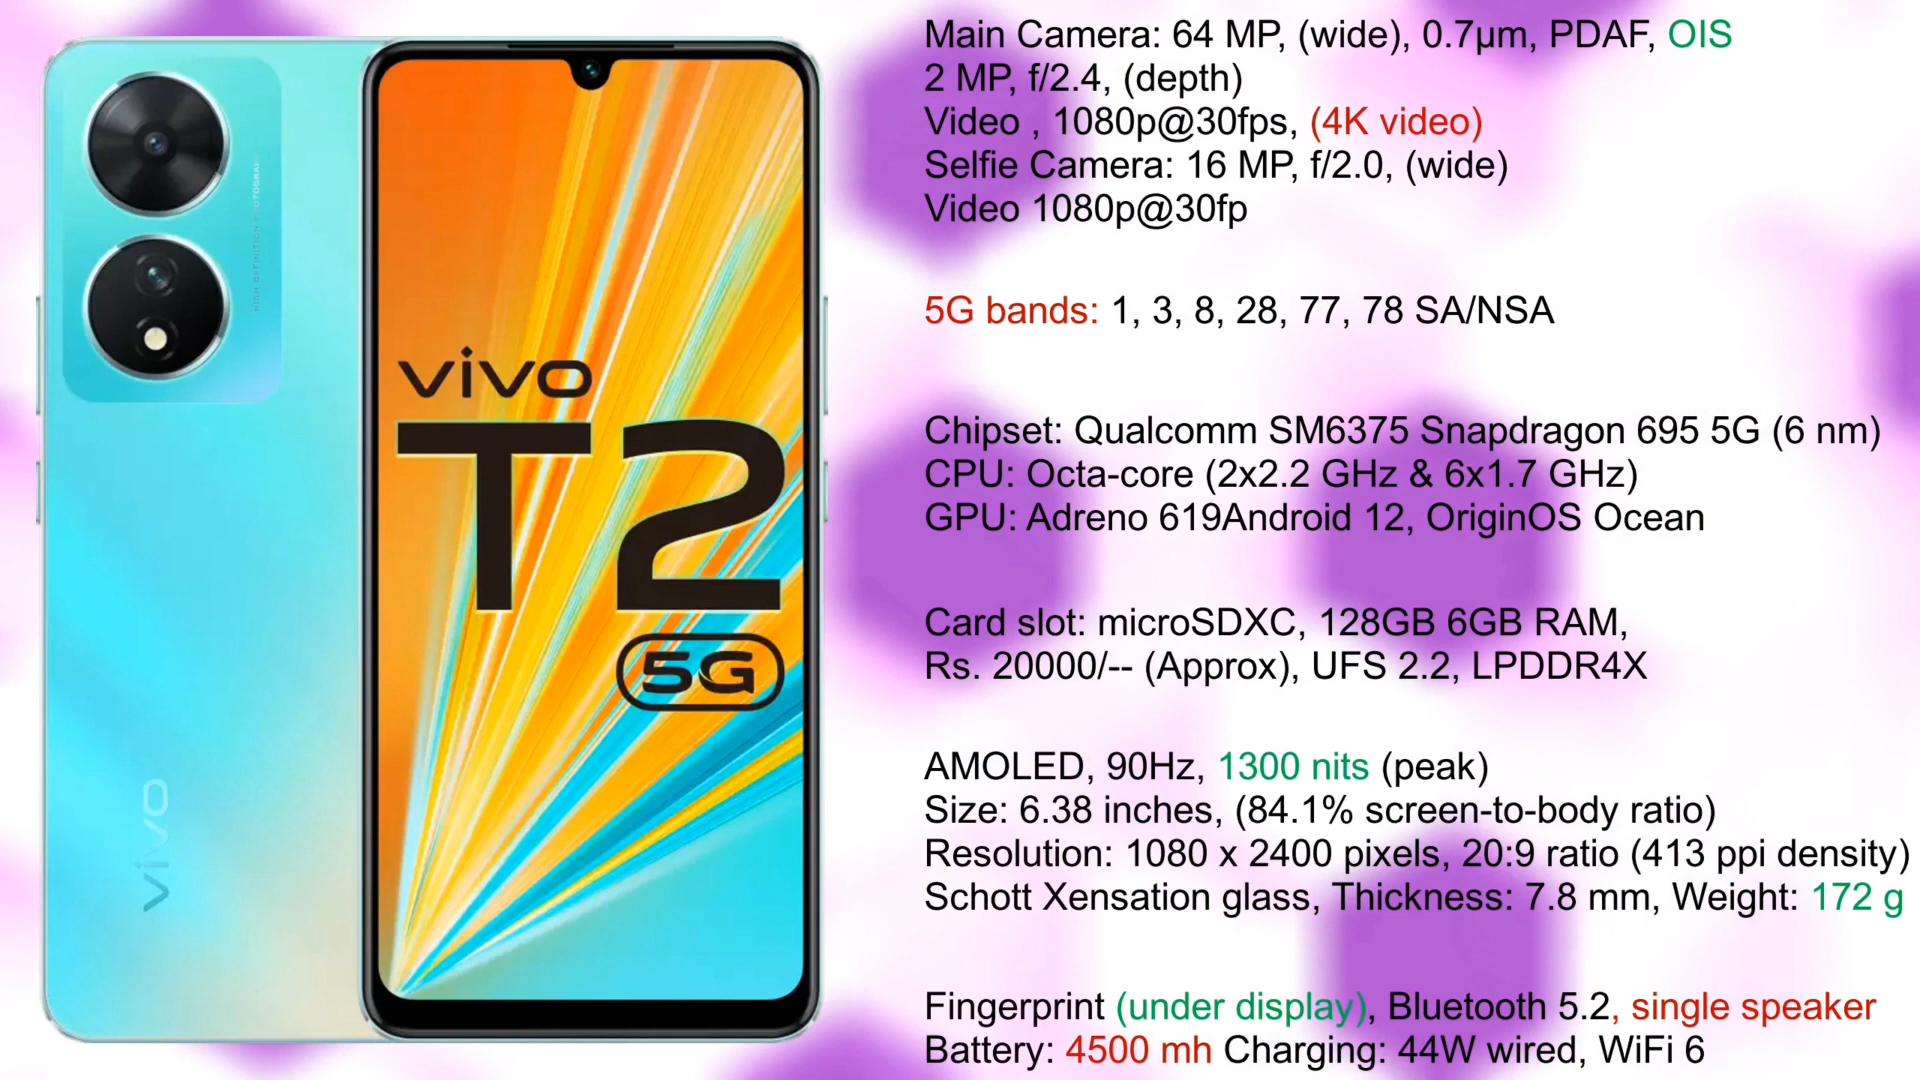 Main Camera: 64 MP, (wide), 0.7µm, PDAF, OIS
2 MP, f/2.4, (depth)
Video , 1080p@30fps, (4K video)
Selfie Camera: 16 MP, f/2.0, (wide)
Video 1080p@30fp
5G bands: 1, 3, 8, 28, 77, 78 SA/NSA
Chipset: Qualcomm SM6375 Snapdragon 695 5G (6 nm)
CPU: Octa-core (2x2.2 GHz & 6x1.7 GHz)
GPU: Adreno 619Android 12, OriginOS Ocean
Card slot: microSDXC, 128GB 6GB RAM,
Rs. 20000/-- (Approx), UFS 2.2, LPDDR4X
AMOLED, 90Hz, 1300 nits (peak)
Size: 6.38 inches, (84.1% screen-to-body ratio)
Resolution: 1080 x 2400 pixels, 20:9 ratio (413 ppi density)
Schott Xensation glass, Thickness: 7.8 mm, Weight: 172 g
Fingerprint (under display), Bluetooth 5.2, single speaker
Battery: 4500 mh Charging: 44W wired, WiFi 6
vivo
T2
5G
vivo